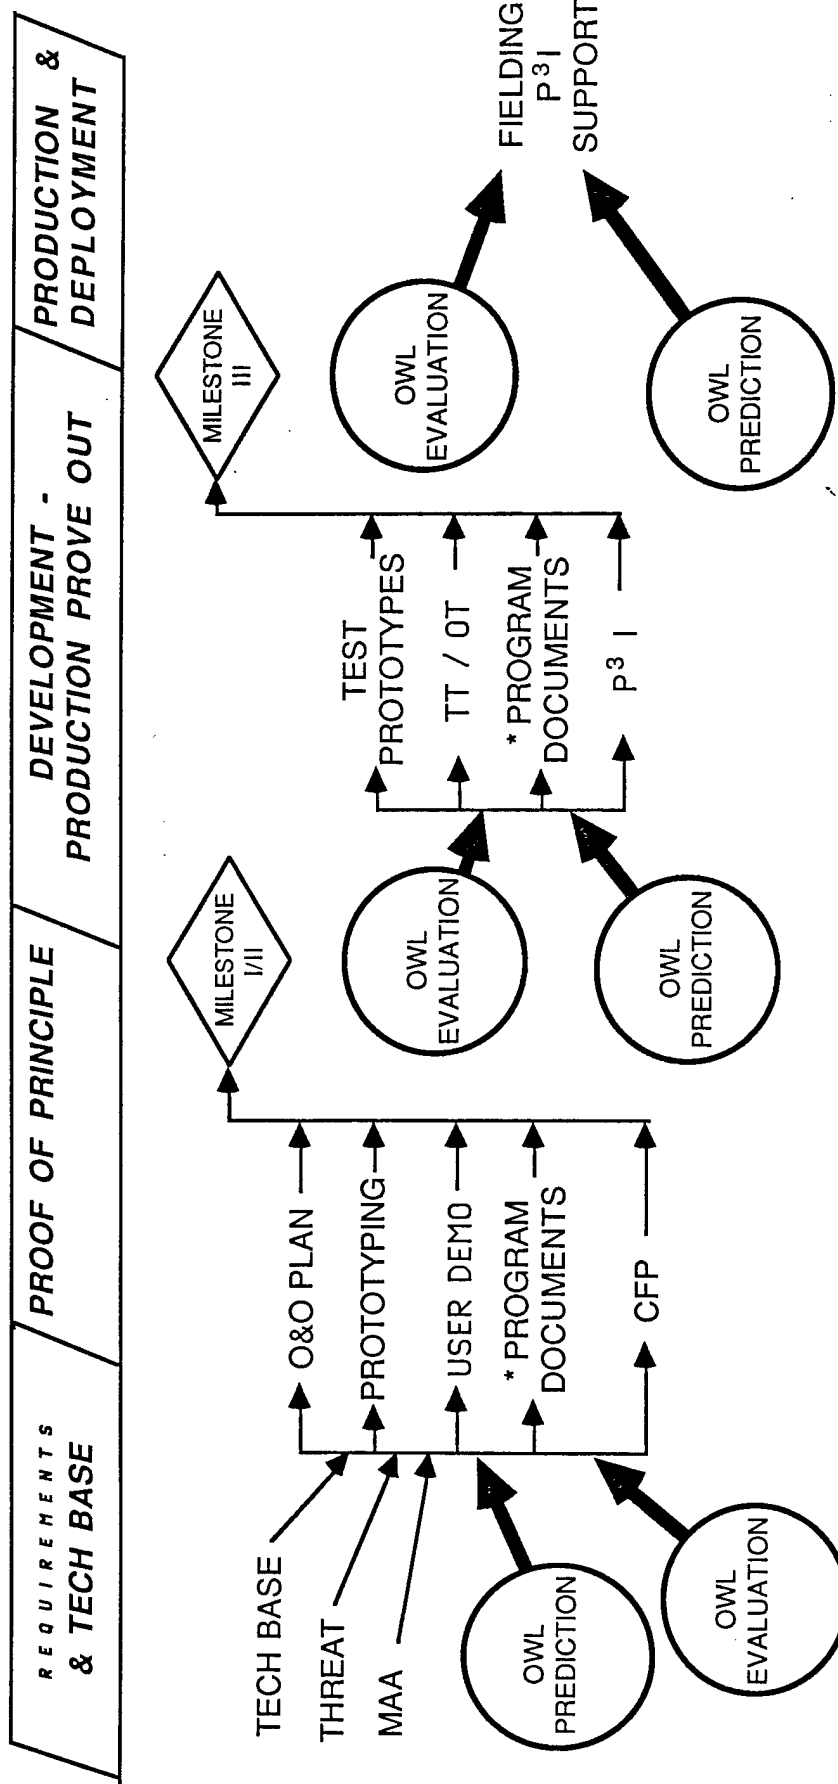 REQUIREMENTS
& TECH BASE
PROOF OF PRINCIPLE
DEVELOPMENT -
PRODUCTION PROVE OUT
PRODUCTION &
DEPLOYMENT
TECH BASE
THREAT
MAA
OWL
PREDICTION
OWL
EVALUATION
O&O PLAN
PROTOTYPING
USER DEMO
* PROGRAM
DOCUMENTS
CFP
MILESTONE
I/II
OWL
EVALUATION
OWL
PREDICTION
TEST
PROTOTYPES
TT / OT
* PROGRAM
DOCUMENTS
P³ I
MILESTONE
III
OWL
EVALUATION
OWL
PREDICTION
FIELDING
P³I
SUPPORT